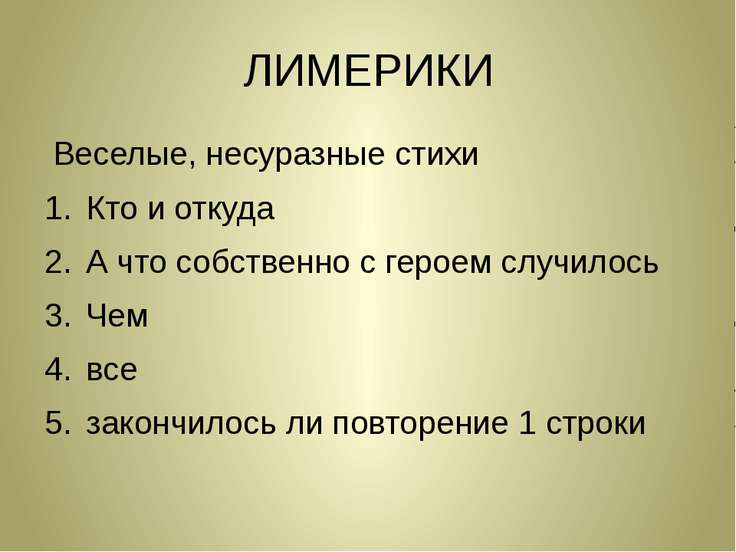 ЛИМЕРИКИ
Веселые, несуразные стихи
1. Кто и откуда
2. А что собственно с героем случилось
3. Чем
4. все
5. закончилось ли повторение 1 строки